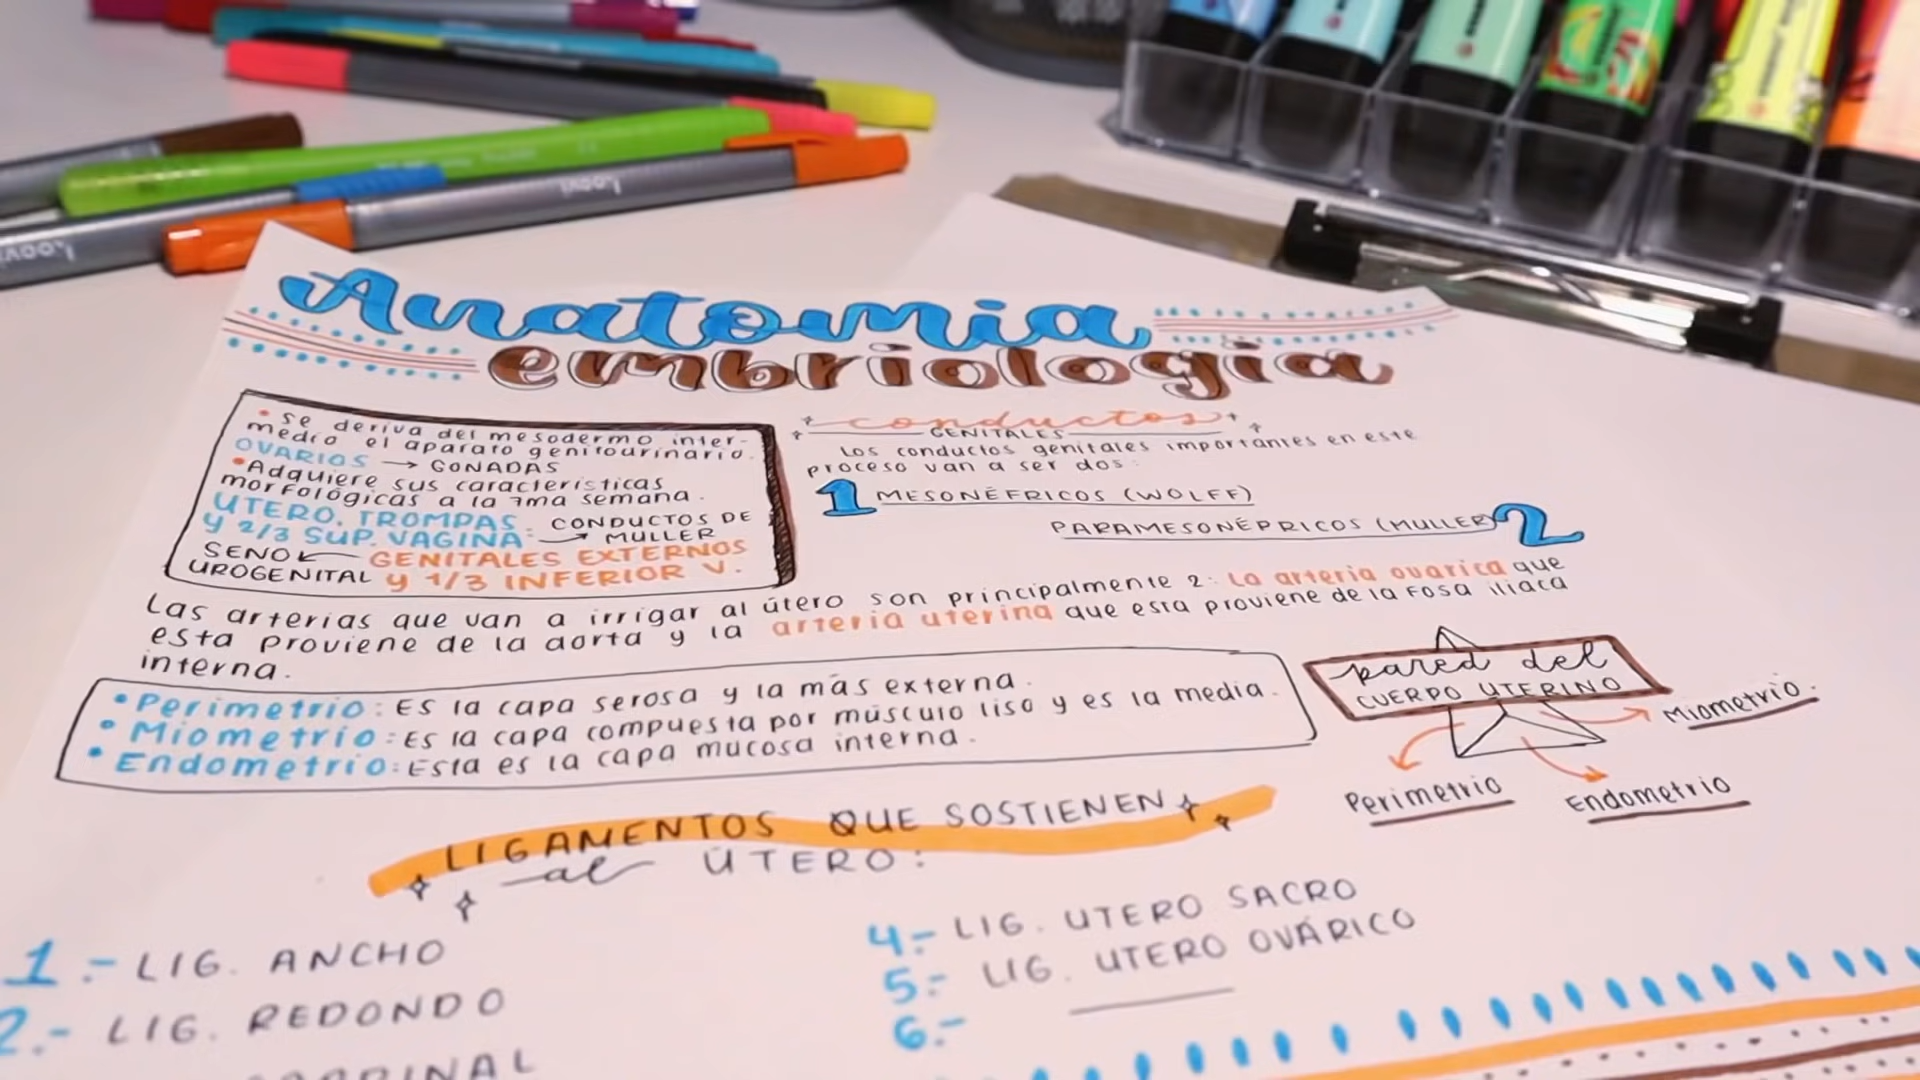 Anatomia
embriologia
• se deriva del mesodermo inter-
medio el aparato genitourinario.
OVARIOS → GONADAS
• Adquiere sus características
morfológicas a la 7ma semana.
UTERO, TROMPAS
y 2/3 SUP. VAGINA: → CONDUCTOS DE
MULLER
SENO ← GENITALES EXTERNOS
UROGENITAL y 1/3 INFERIOR V.
conductos
GENITALES
Los conductos genitales importantes en este
proceso van a ser dos:
1 MESONÉFRICOS (WOLFF)
PARAMESONÉFRICOS (MULLER) 2
Las arterias que van a irrigar al útero son principalmente 2: La arteria ovarica que
esta proviene de la aorta y la arteria uterina que esta proviene de la fosa iliaca
interna.
• Perimetrio: Es la capa serosa y la más externa.
• Miometrio: Es la capa compuesta por músculo liso y es la media.
• Endometrio: Esta es la capa mucosa interna.
pared del
CUERPO UTERINO
Miometrio.
Perimetrio
Endometrio
LIGAMENTOS QUE SOSTIENEN
al ÚTERO:
1.- LIG. ANCHO
2.- LIG. REDONDO
4.- LIG. UTERO SACRO
5.- LIG. UTERO OVÁRICO
6.-